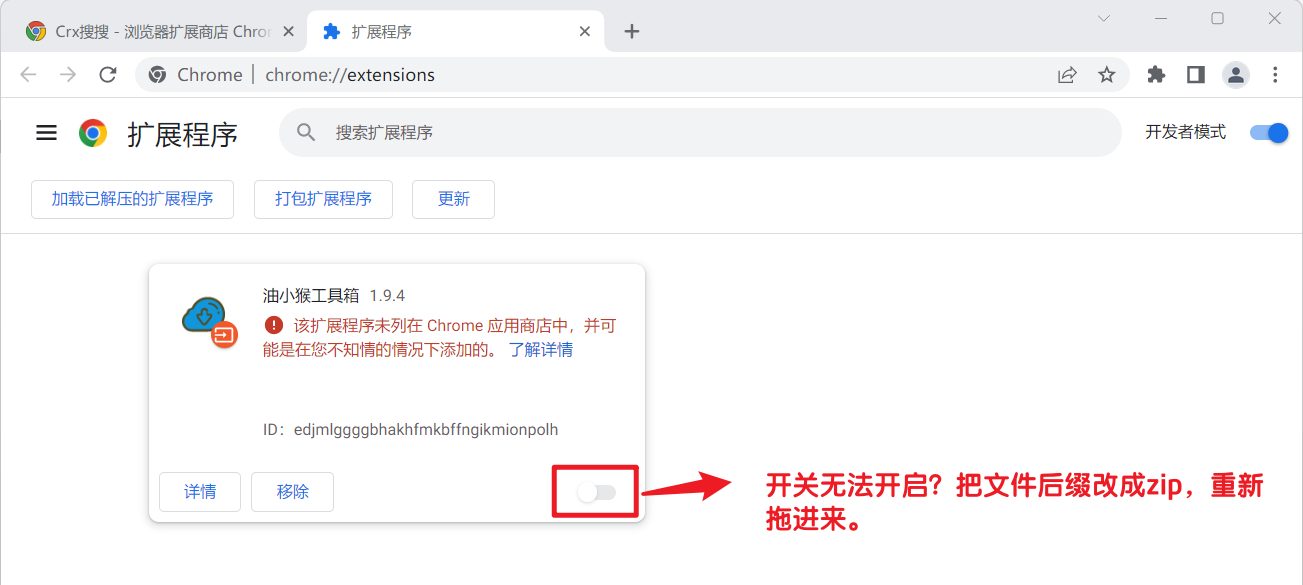 Crx搜搜 - 浏览器扩展商店 Chro
扩展程序
Chrome | chrome://extensions
扩展程序
搜索扩展程序
开发者模式
加载已解压的扩展程序
打包扩展程序
更新
油小猴工具箱 1.9.4
该扩展程序未列在 Chrome 应用商店中，并可
能是在您不知情的情况下添加的。 了解详情
ID：edjmlggggbhakhfmkbffngikmionpolh
详情
移除
开关无法开启？把文件后缀改成zip，重新
拖进来。